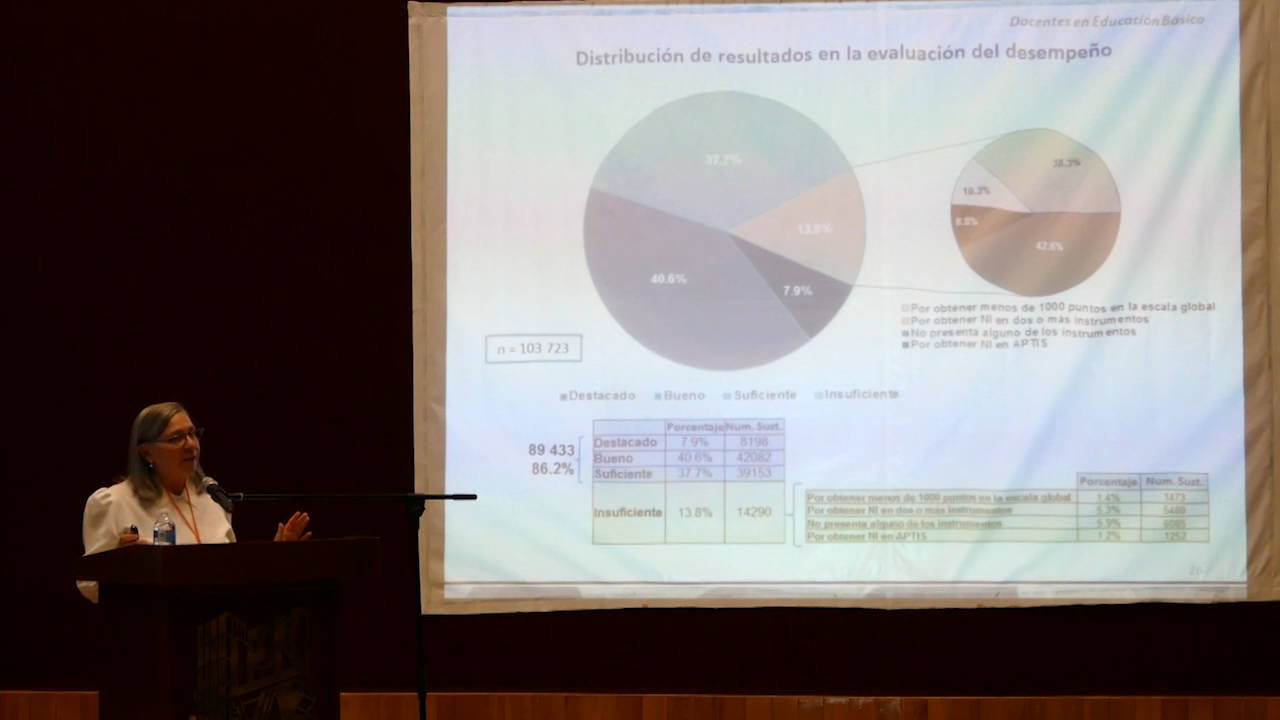 Docentes en Educación Básica
Distribución de resultados en la evaluación del desempeño
37.7%
13.8%
40.6%
7.9%
38.3%
10.3%
8.8%
42.6%
Por obtener menos de 1000 puntos en la escala global
Por obtener NI en dos o más instrumentos
No presenta alguno de los instrumentos
Por obtener NI en APTIS
n = 103 723
Destacado Bueno Suficiente Insuficiente
Porcentaje Num. Sust.
Destacado 7.9% 8198
Bueno 40.6% 42082
Suficiente 37.7% 39153
Insuficiente 13.8% 14290
89 433
86.2%
Porcentaje Num. Sust.
Por obtener menos de 1000 puntos en la escala global 1.4% 1473
Por obtener NI en dos o más instrumentos 5.3% 5480
No presenta alguno de los instrumentos 5.9% 6085
Por obtener NI en APTIS 1.2% 1252